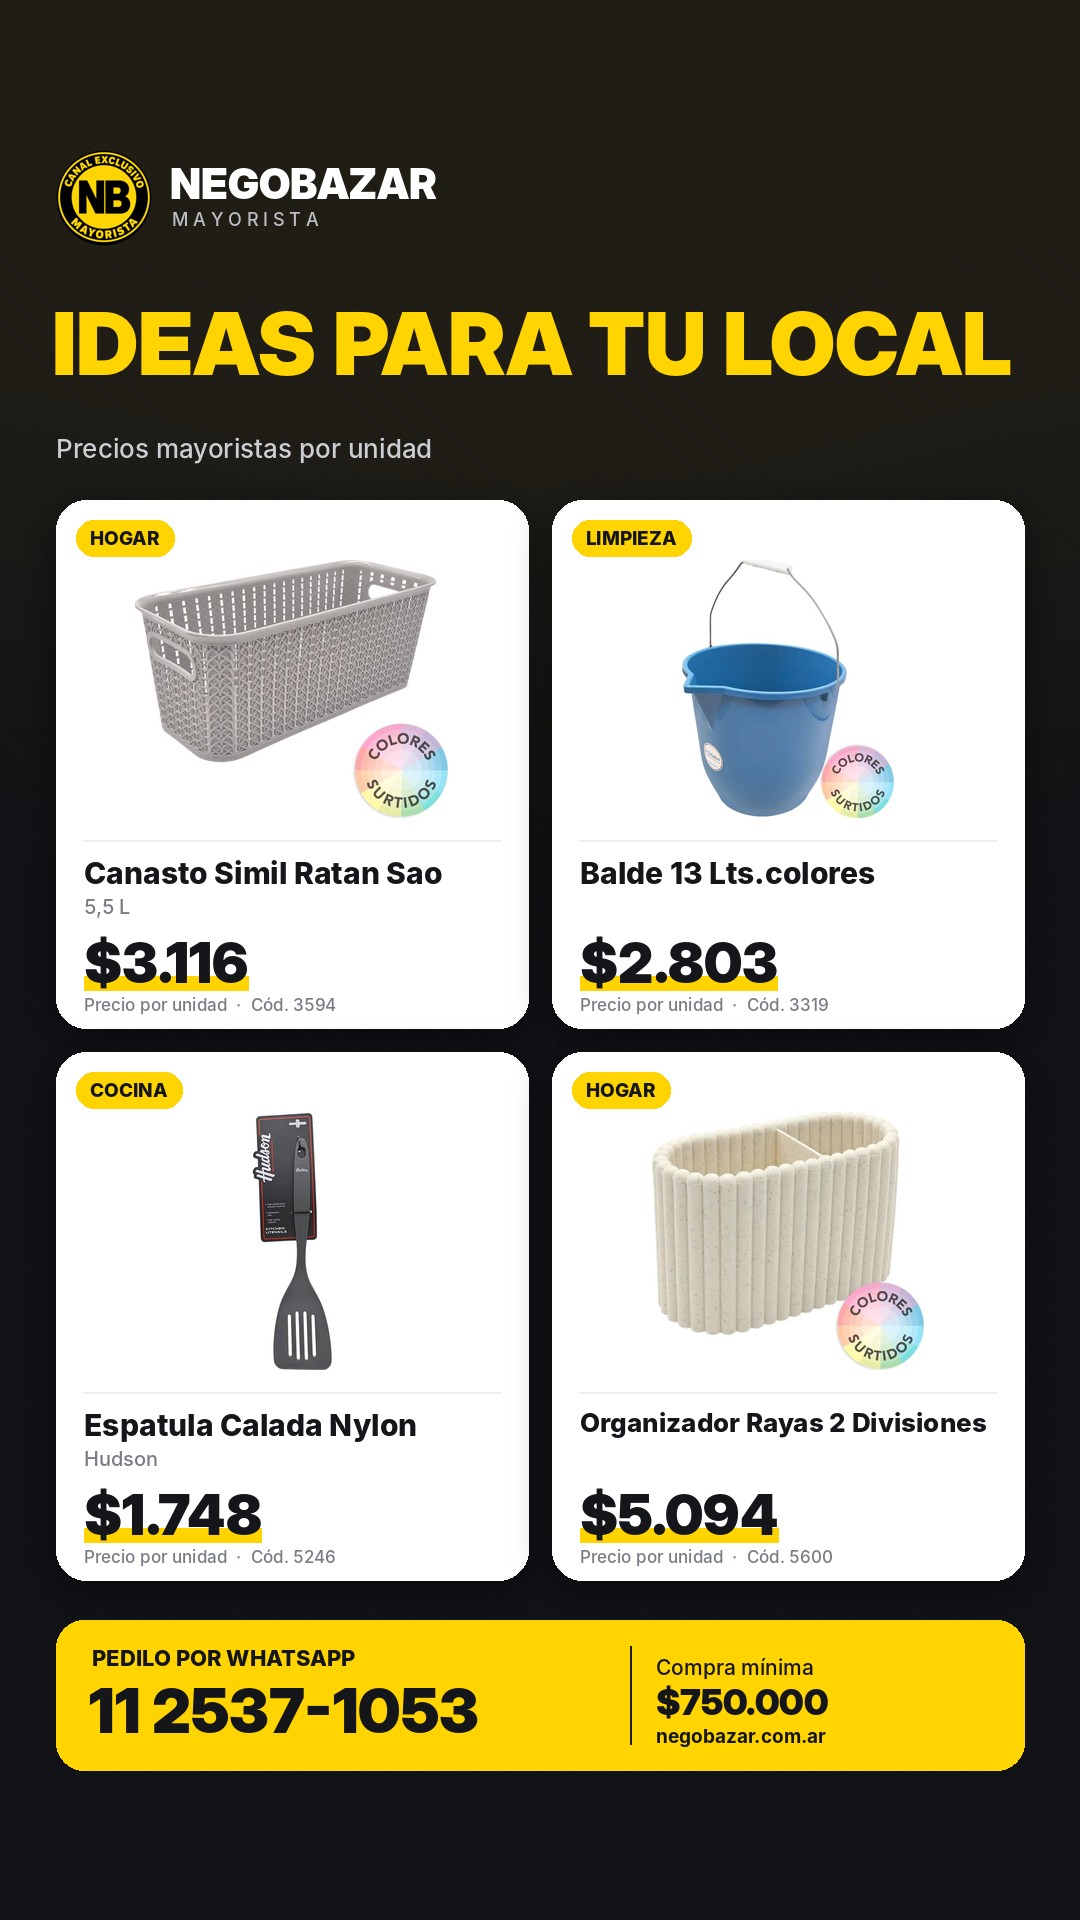 CANAL EXCLUSIVO
NB
MAYORISTA
NEGOBAZAR
MAYORISTA
IDEAS PARA TU LOCAL
Precios mayoristas por unidad
HOGAR
COLORES
SURTIDOS
Canasto Simil Ratan Sao
5,5 L
$3.116
Precio por unidad · Cód. 3594
LIMPIEZA
COLORES
SURTIDOS
Balde 13 Lts.colores
$2.803
Precio por unidad · Cód. 3319
COCINA
Hudson
KITCHEN
UTENSILS
Espatula Calada Nylon
Hudson
$1.748
Precio por unidad · Cód. 5246
HOGAR
COLORES
SURTIDOS
Organizador Rayas 2 Divisiones
$5.094
Precio por unidad · Cód. 5600
PEDILO POR WHATSAPP
11 2537-1053
Compra mínima
$750.000
negobazar.com.ar